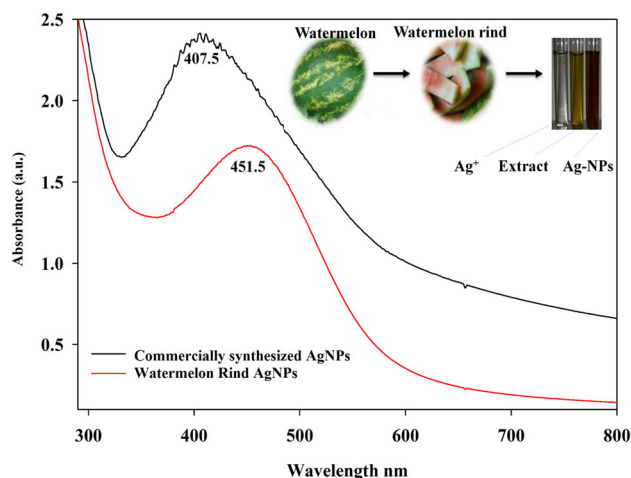 Watermelon
Watermelon rind
Ag⁺ Extract Ag-NPs
407.5
451.5
Absorbance (a.u.)
2.5
2.0
1.5
1.0
0.5
Commercially synthesized AgNPs
Watermelon Rind AgNPs
300 400 500 600 700 800
Wavelength nm